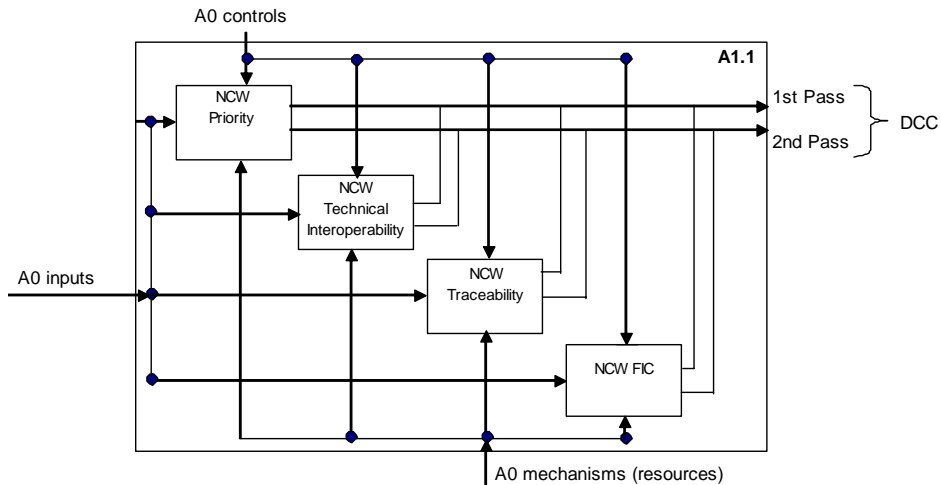 A0 controls
A1.1
NCW
Priority
1st Pass
2nd Pass
DCC
NCW
Technical
Interoperability
A0 inputs
NCW
Traceability
NCW FIC
A0 mechanisms (resources)